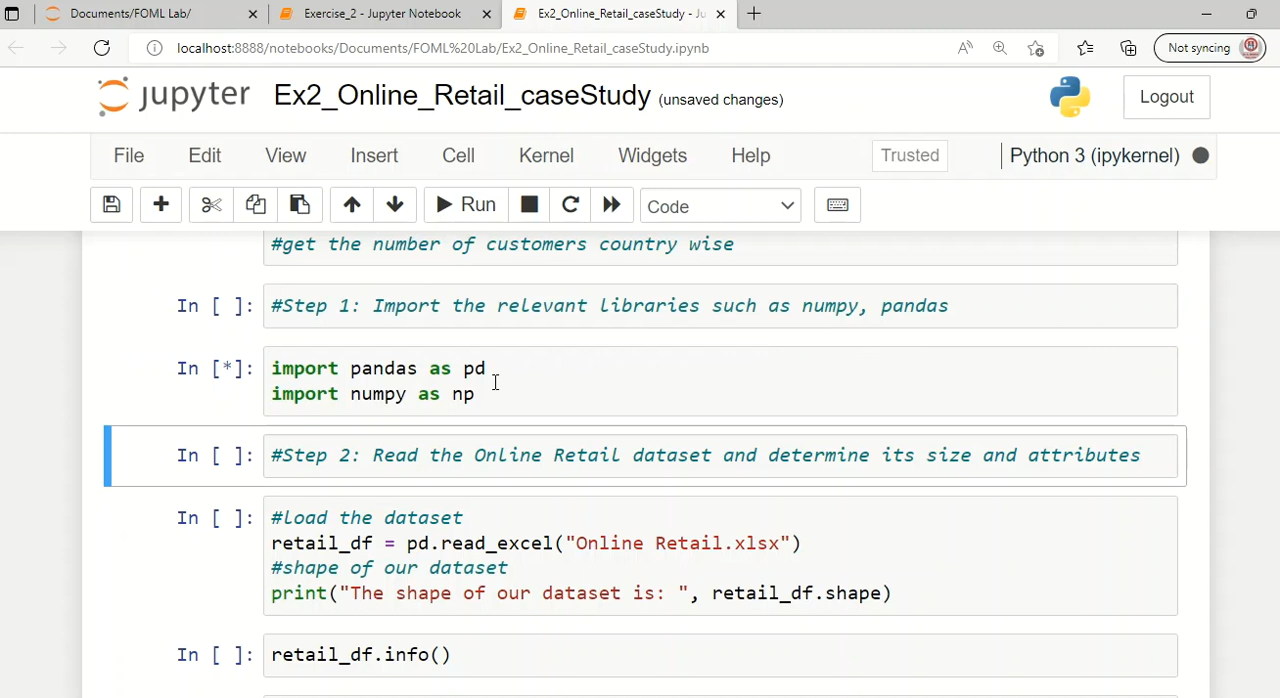 Documents/FOML Lab/
Exercise_2 - Jupyter Notebook
Ex2_Online_Retail_caseStudy - Ju
localhost:8888/notebooks/Documents/FOML%20Lab/Ex2_Online_Retail_caseStudy.ipynb
Not syncing
jupyter
Ex2_Online_Retail_caseStudy (unsaved changes)
Logout
File Edit View Insert Cell Kernel Widgets Help
Trusted
Python 3 (ipykernel)
Run
Code
#get the number of customers country wise
In [ ]: #Step 1: Import the relevant libraries such as numpy, pandas
In [*]: import pandas as pd
import numpy as np
In [ ]: #Step 2: Read the Online Retail dataset and determine its size and attributes
In [ ]: #load the dataset
retail_df = pd.read_excel("Online Retail.xlsx")
#shape of our dataset
print("The shape of our dataset is: ", retail_df.shape)
In [ ]: retail_df.info()